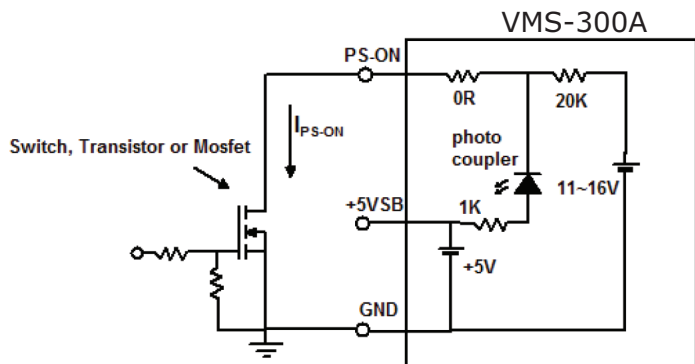 VMS-300A
PS-ON
0R
20K
I PS-ON
photo
coupler
Switch, Transistor or Mosfet
11~16V
+5VSB
1K
+5V
GND